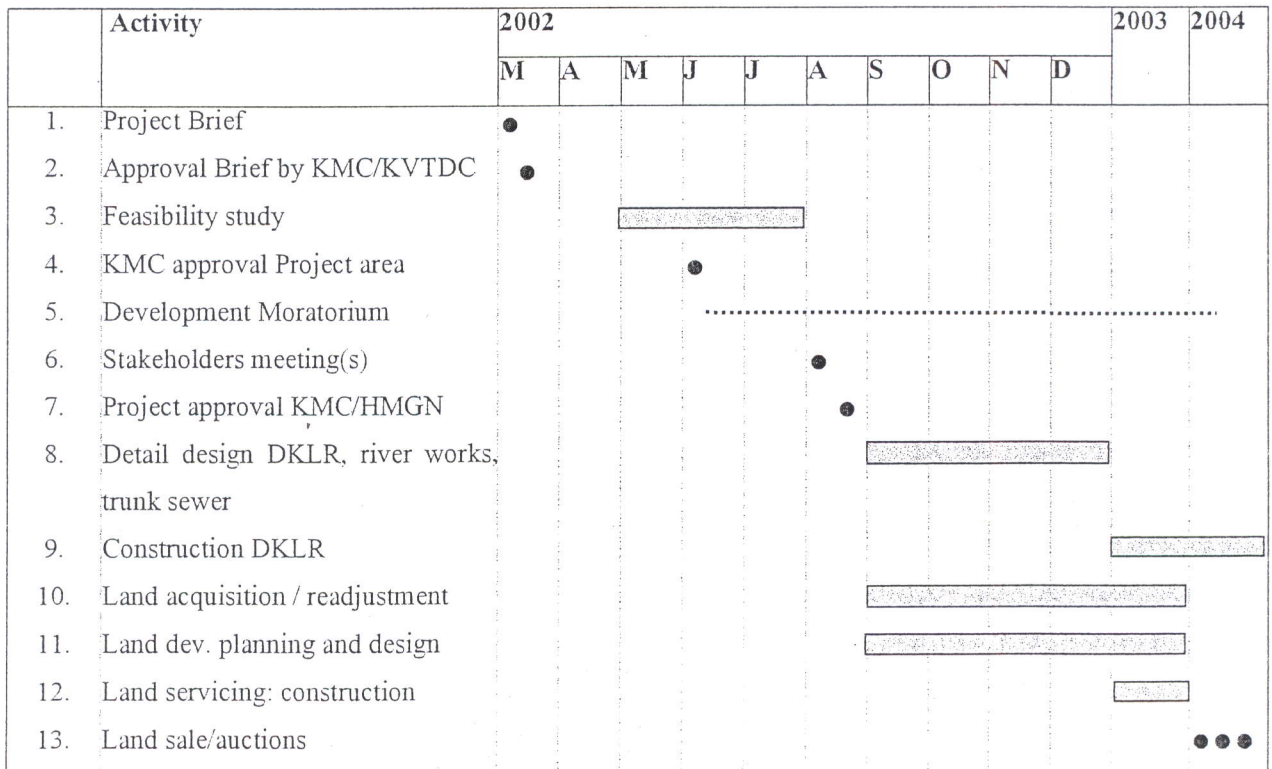 Activity 2002 2003 2004
M A M J J A S O N D
1. Project Brief
2. Approval Brief by KMC/KVTDC
3. Feasibility study
4. KMC approval Project area
5. Development Moratorium
6. Stakeholders meeting(s)
7. Project approval KMC/HMGN
8. Detail design DKLR, river works,
trunk sewer
9. Construction DKLR
10. Land acquisition / readjustment
11. Land dev. planning and design
12. Land servicing: construction
13. Land sale/auctions